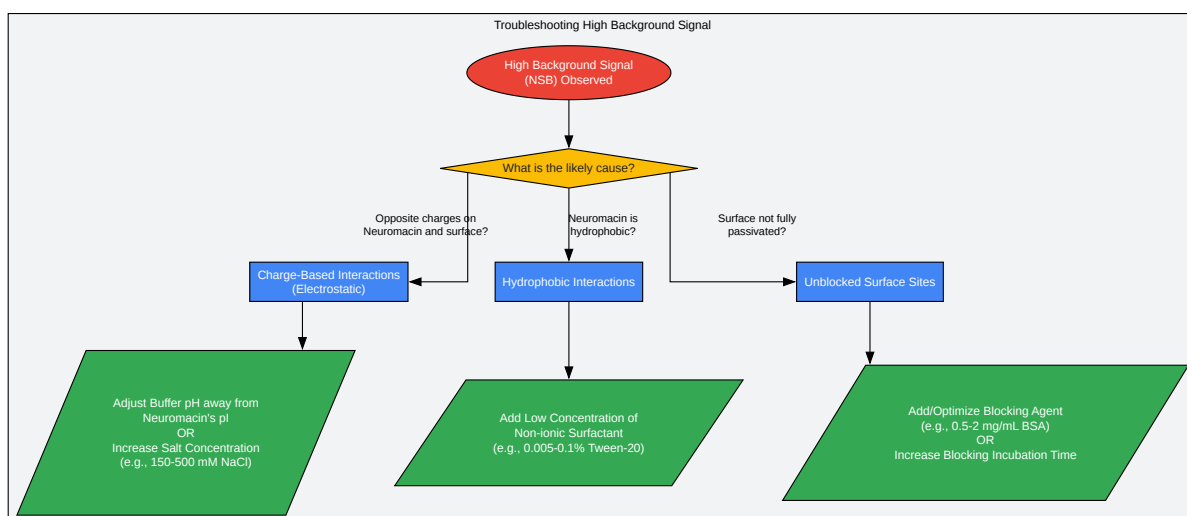 Troubleshooting High Background Signal
High Background Signal
(NSB) Observed
What is the likely cause?
Opposite charges on
Neuromacin and surface?
Neuromacin is
hydrophobic?
Surface not fully
passivated?
Charge-Based Interactions
(Electrostatic)
Hydrophobic Interactions
Unblocked Surface Sites
Adjust Buffer pH away from
Neuromacin's pI
OR
Increase Salt Concentration
(e.g., 150-500 mM NaCl)
Add Low Concentration of
Non-ionic Surfactant
(e.g., 0.005-0.1% Tween-20)
Add/Optimize Blocking Agent
(e.g., 0.5-2 mg/mL BSA)
OR
Increase Blocking Incubation Time